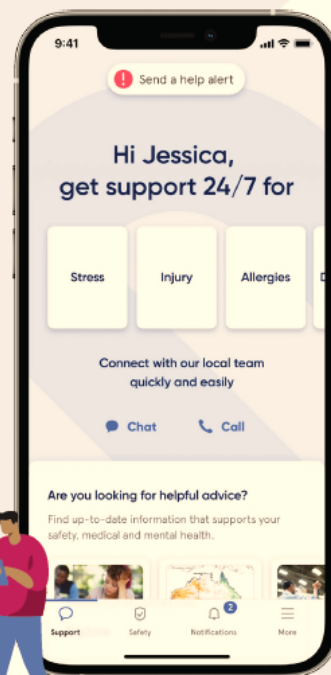 9:41
Send a help alert
Hi Jessica,
get support 24/7 for
Stress
Injury
Allergies
Connect with our local team
quickly and easily
Chat
Call
Are you looking for helpful advice?
Find up-to-date information that supports your
safety, medical and mental health.
2
Support
Safety
Notifications
More